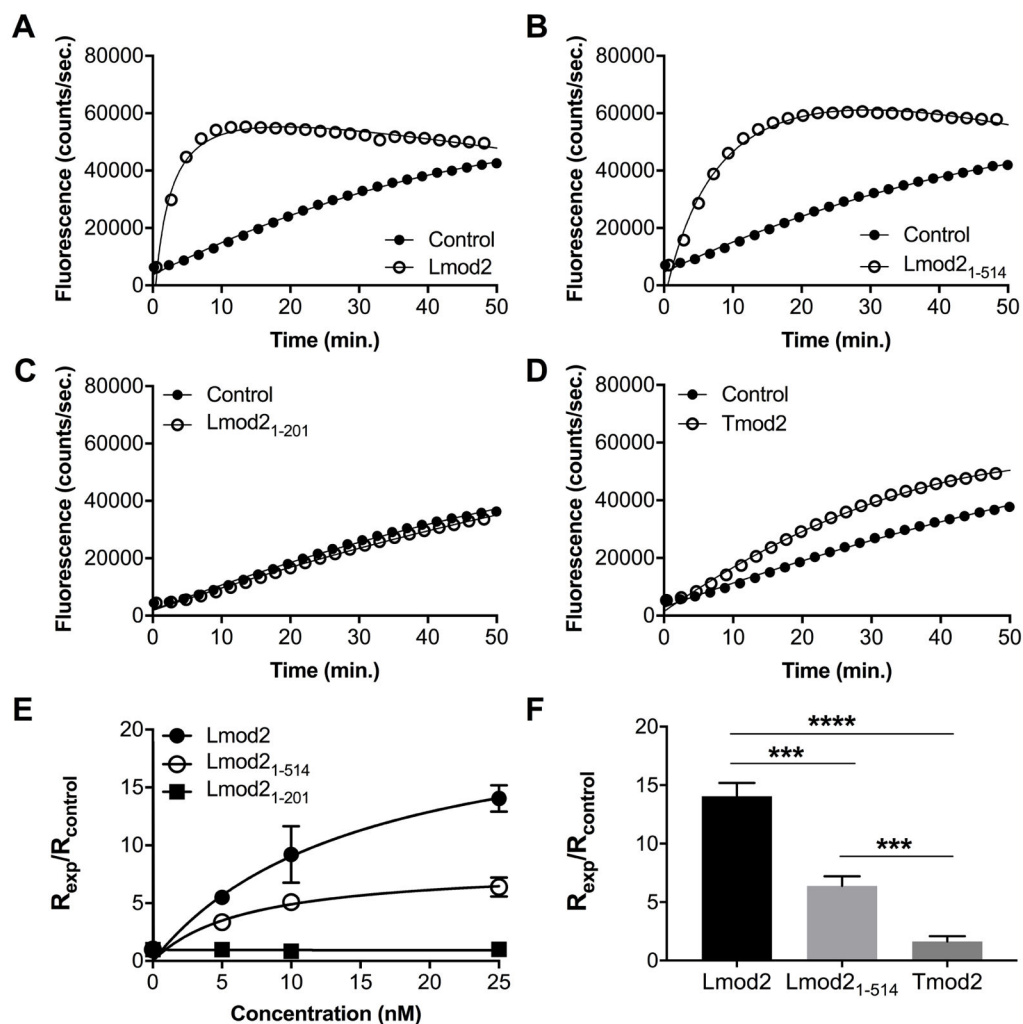 A
Fluorescence (counts/sec.)
80000
60000
40000
20000
0
0 10 20 30 40 50
Time (min.)
Control
Lmod2
B
Fluorescence (counts/sec.)
80000
60000
40000
20000
0
0 10 20 30 40 50
Time (min.)
Control
Lmod2₁₋₅₁₄
C
Fluorescence (counts/sec.)
80000
60000
40000
20000
0
0 10 20 30 40 50
Time (min.)
Control
Lmod2₁₋₂₀₁
D
Fluorescence (counts/sec.)
80000
60000
40000
20000
0
0 10 20 30 40 50
Time (min.)
Control
Tmod2
E
R_exp/R_control
20
15
10
5
0
0 5 10 15 20 25
Concentration (nM)
Lmod2
Lmod2₁₋₅₁₄
Lmod2₁₋₂₀₁
F
R_exp/R_control
20
15
10
5
0
****
***
***
Lmod2 Lmod2₁₋₅₁₄ Tmod2